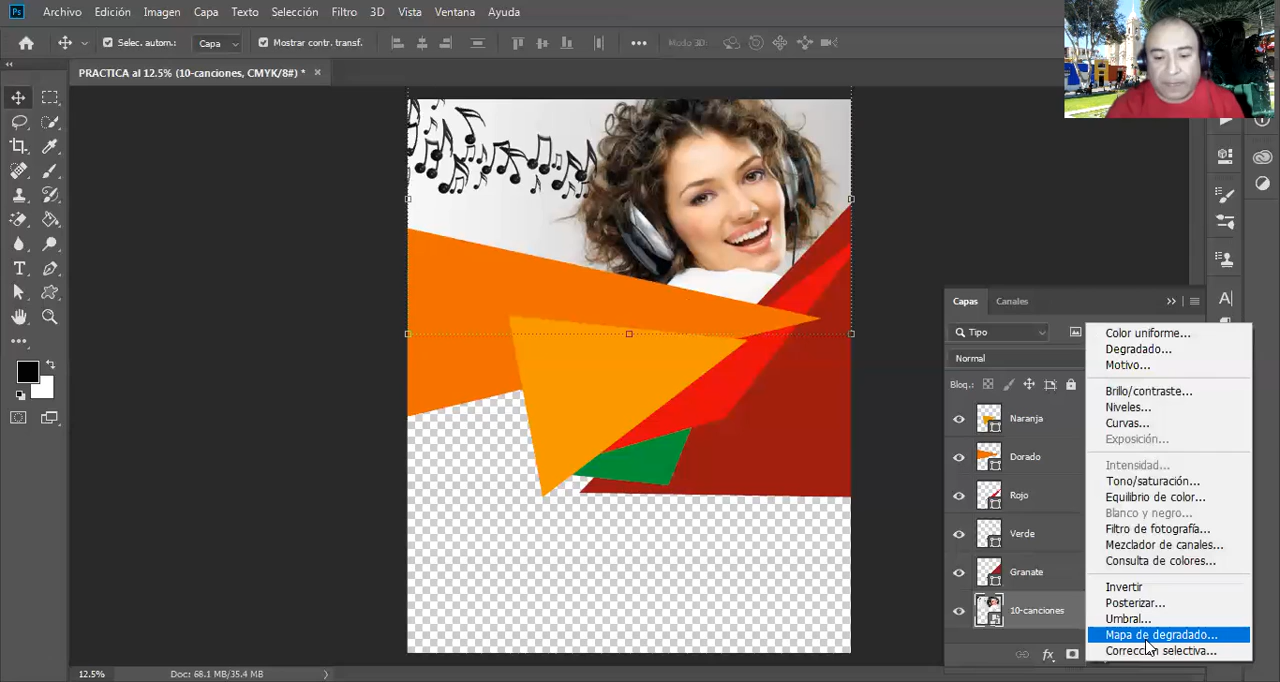 Ps Archivo Edición Imagen Capa Texto Selección Filtro 3D Vista Ventana Ayuda
Selec. autom.: Capa Mostrar contr. transf. Modo 3D:
PRACTICA al 12.5% (10-canciones, CMYK/8#) * ×
Capas Canales
Tipo
Normal
Bloq.:
Naranja
Dorado
Rojo
Verde
Granate
10-canciones
Color uniforme...
Degradado...
Motivo...
Brillo/contraste...
Niveles...
Curvas...
Exposición...
Intensidad...
Tono/saturación...
Equilibrio de color...
Blanco y negro...
Filtro de fotografía...
Mezclador de canales...
Consulta de colores...
Invertir
Posterizar...
Umbral...
Mapa de degradado...
Corrección selectiva...
fx
12.5% Doc: 68.1 MB/35.4 MB